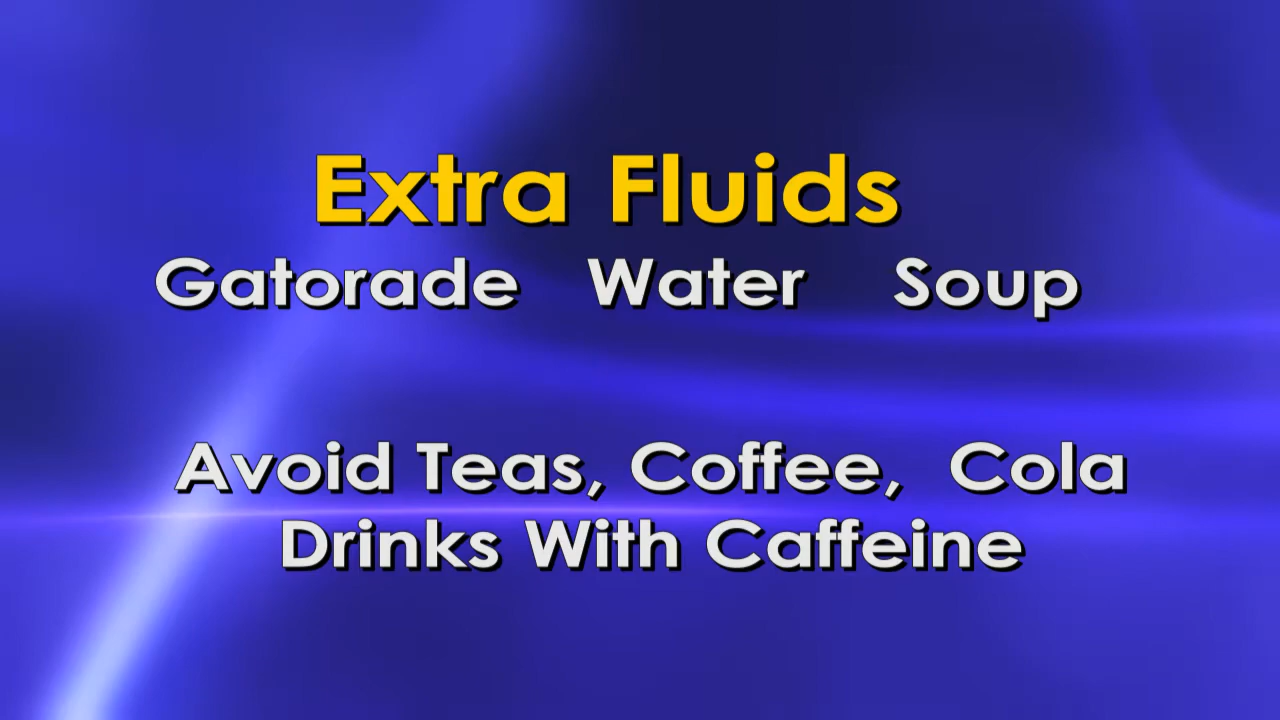 Extra Fluids
Gatorade Water Soup
Avoid Teas, Coffee, Cola
Drinks With Caffeine